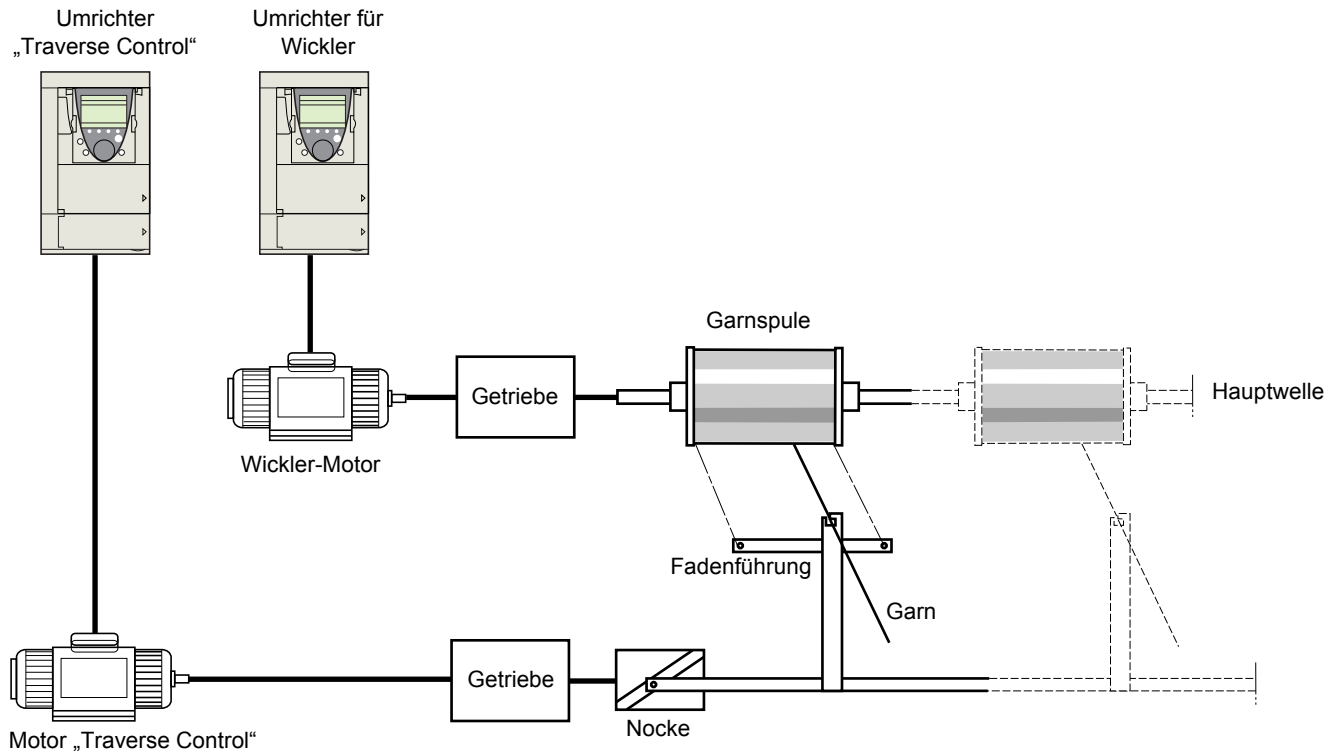 Umrichter
„Traverse Control“
Umrichter für
Wickler
Garnspule
Getriebe
Hauptwelle
Wickler-Motor
Fadenführung
Garn
Getriebe
Nocke
Motor „Traverse Control“